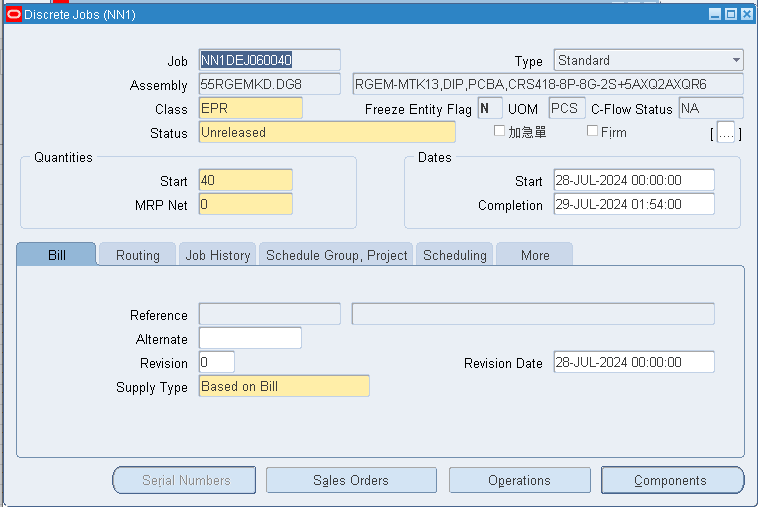 Discrete Jobs (NN1)
Job NN1DEJ060040 Type Standard
Assembly 55RGEMKD.DG8 RGEM-MTK13,DIP,PCBA,CRS418-8P-8G-2S+5AXQ2AXQR6
Class EPR Freeze Entity Flag N UOM PCS C-Flow Status NA
Status Unreleased 加急單 Firm [ .... ]
Quantities
Start 40
MRP Net 0
Dates
Start 28-JUL-2024 00:00:00
Completion 29-JUL-2024 01:54:00
Bill Routing Job History Schedule Group, Project Scheduling More
Reference
Alternate
Revision 0 Revision Date 28-JUL-2024 00:00:00
Supply Type Based on Bill
Serial Numbers Sales Orders Operations Components